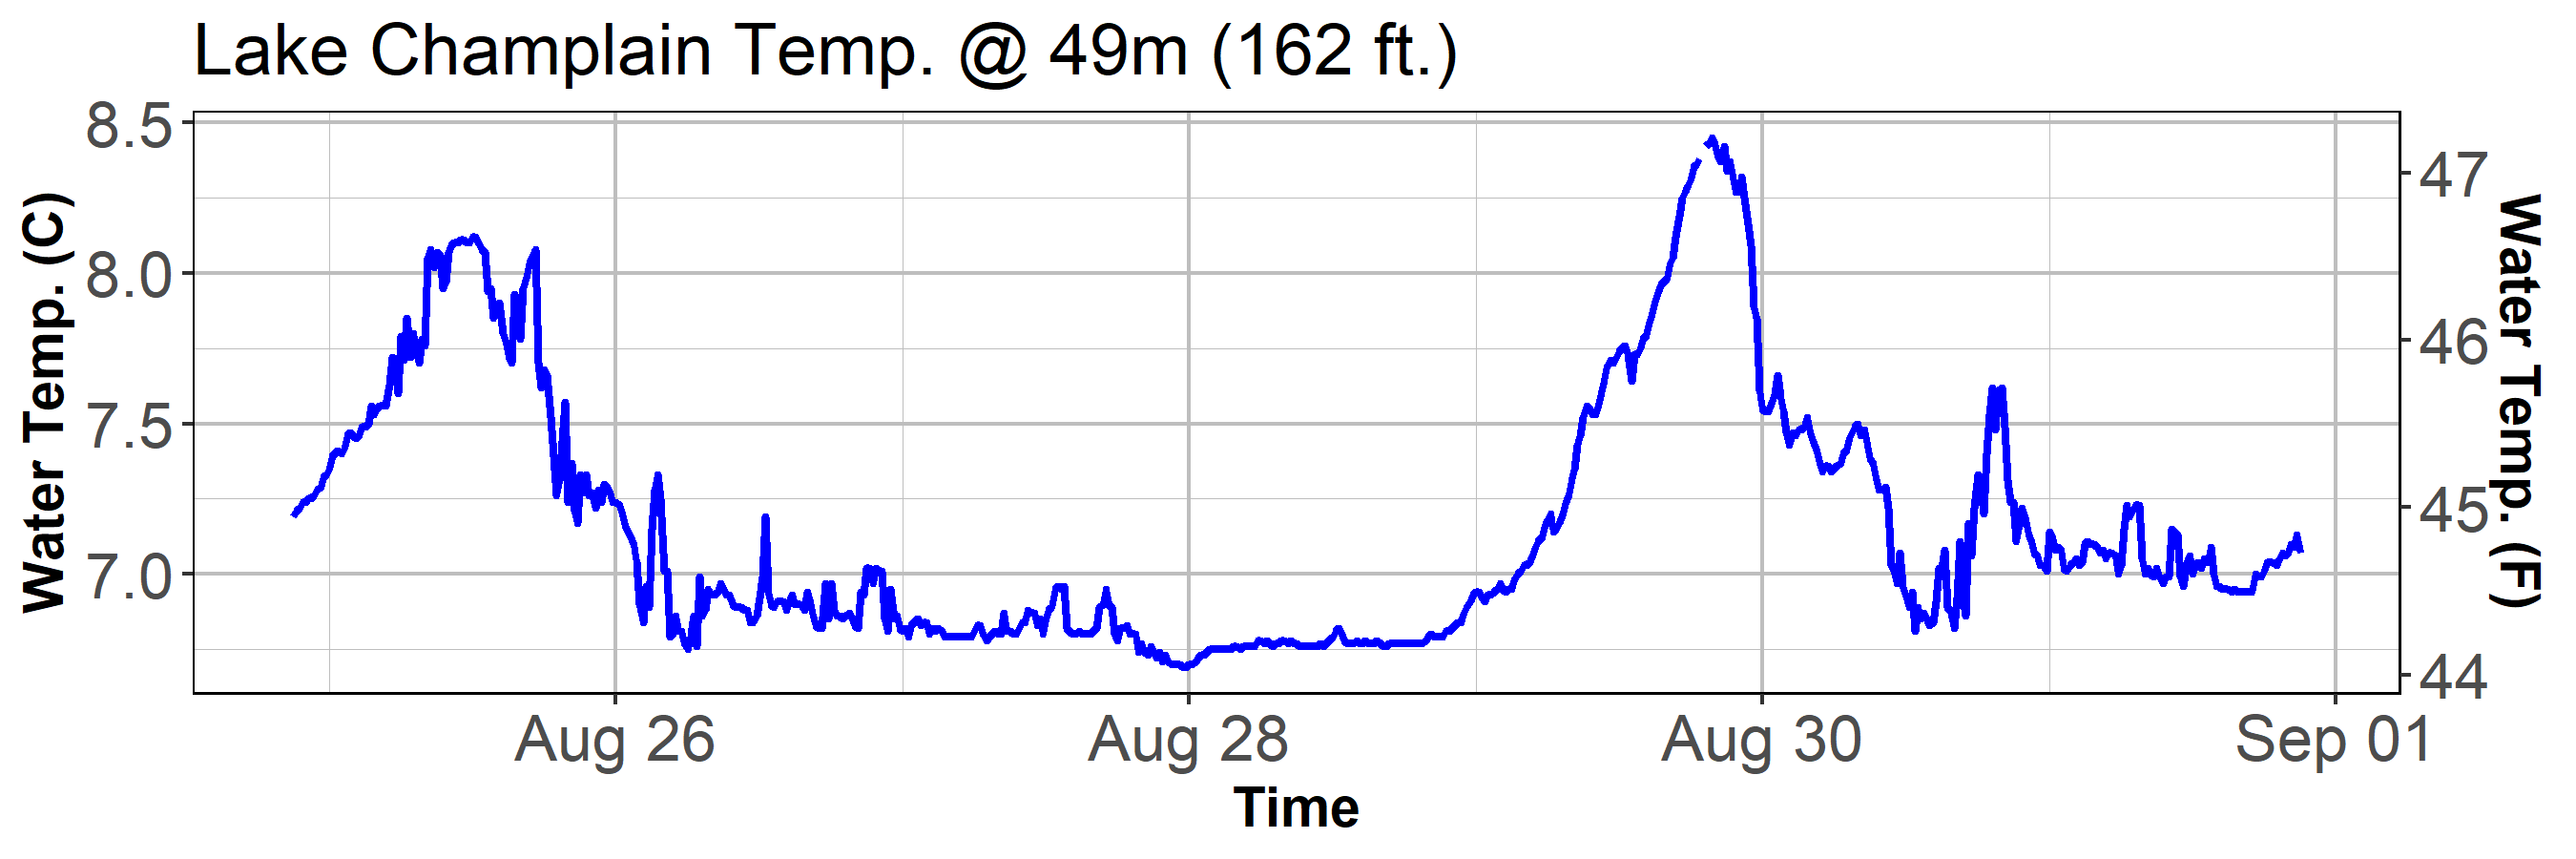 Lake Champlain Temp. @ 49m (162 ft.)
8.5
8.0
7.5
7.0
Water Temp. (C)
47
46
45
44
Water Temp. (F)
Aug 26 Aug 28 Aug 30 Sep 01
Time